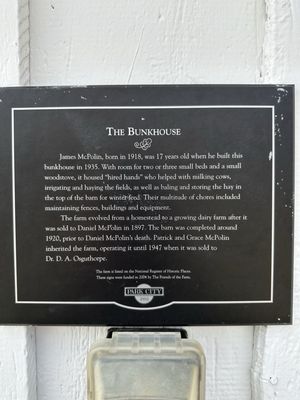 THE BUNKHOUSE
James McPolin, born in 1918, was 17 years old when he built this
bunkhouse in 1935. With room for two or three small beds and a small
woodstove, it housed "hired hands" who helped with milking cows,
irrigating and haying the fields, as well as baling and storing the hay in
the top of the barn for winter feed. Their multitude of chores included
maintaining fences, buildings and equipment.
The farm evolved from a homestead to a growing dairy farm after it
was sold to Daniel McPolin in 1897. The barn was completed around
1920, prior to Daniel McPolin's death. Patrick and Grace McPolin
inherited the farm, operating it until 1947 when it was sold to
Dr. D. A. Osguthorpe.
The farm is listed on the National Register of Historic Places.
These signs were funded in 2004 by The Friends of the Farm.
PARK CITY